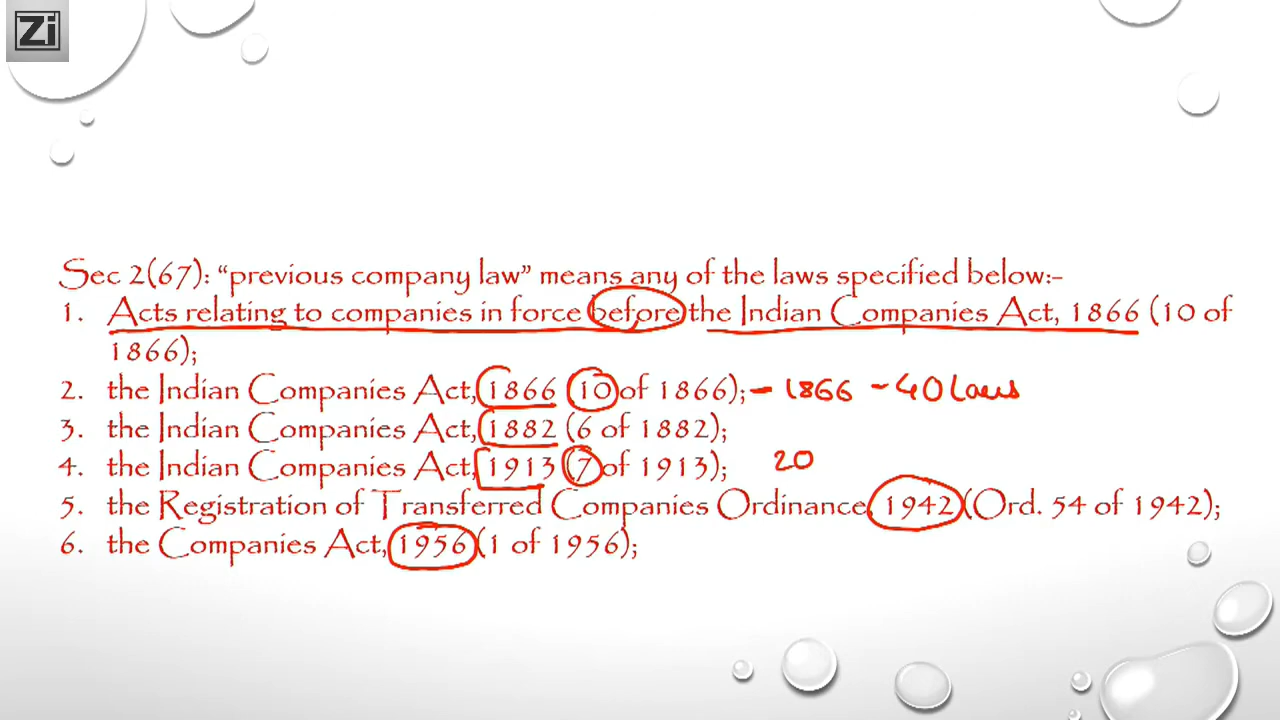 Zi
Sec 2(67): “previous company law” means any of the laws specified below:-
1. Acts relating to companies in force before the Indian Companies Act, 1866 (10 of
1866);
2. the Indian Companies Act, 1866 (10 of 1866); - 1866 - 40 laws
3. the Indian Companies Act, 1882 (6 of 1882);
4. the Indian Companies Act, 1913 (7 of 1913); 20
5. the Registration of Transferred Companies Ordinance, 1942 (Ord. 54 of 1942);
6. the Companies Act, 1956 (1 of 1956);